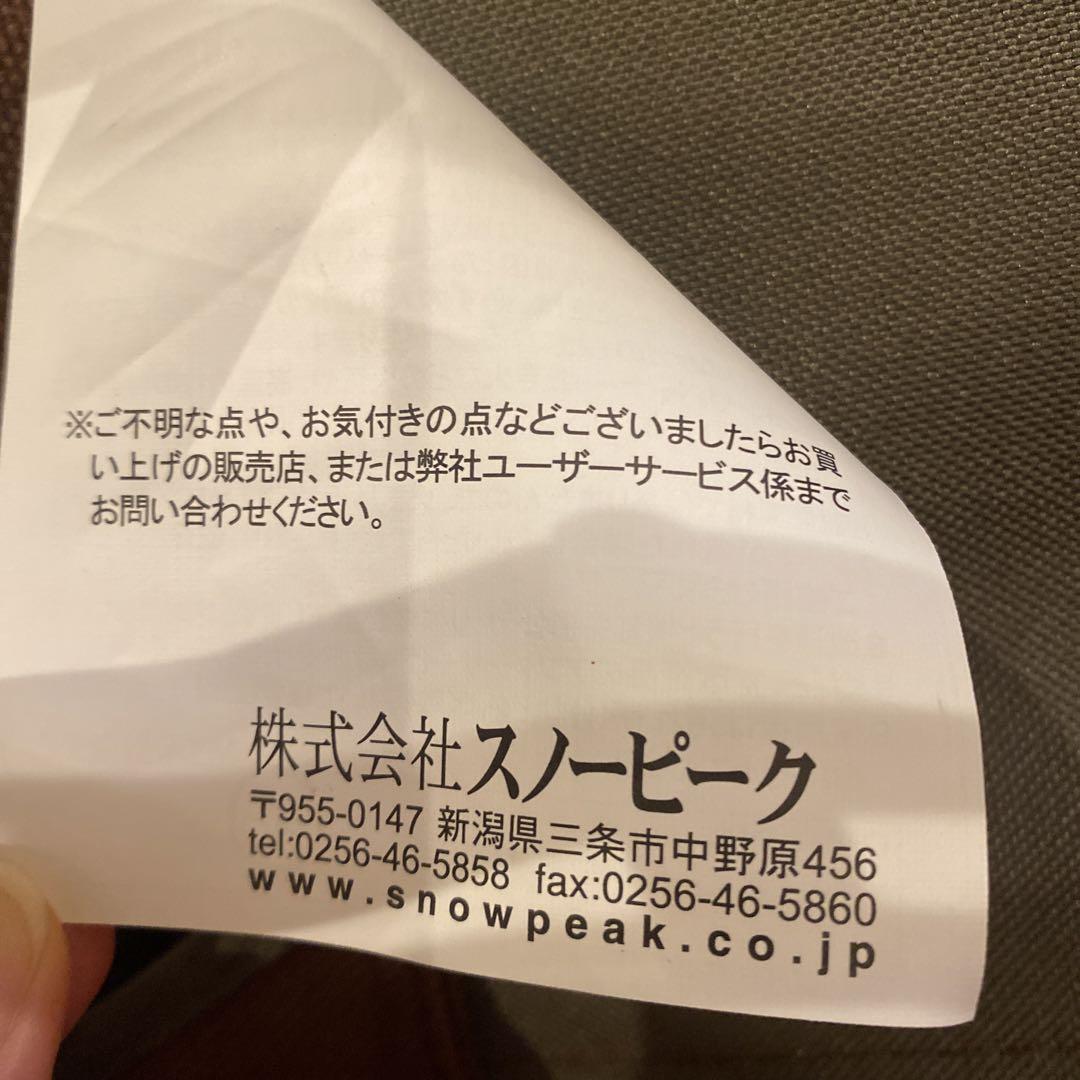 ※ご不明な点や、お気付きの点などございましたらお買
い上げの販売店、または弊社ユーザーサービス係まで
お問い合わせください。
株式会社スノーピーク
〒955-0147 新潟県三条市中野原456
tel:0256-46-5858 fax:0256-46-5860
www.snowpeak.co.jp